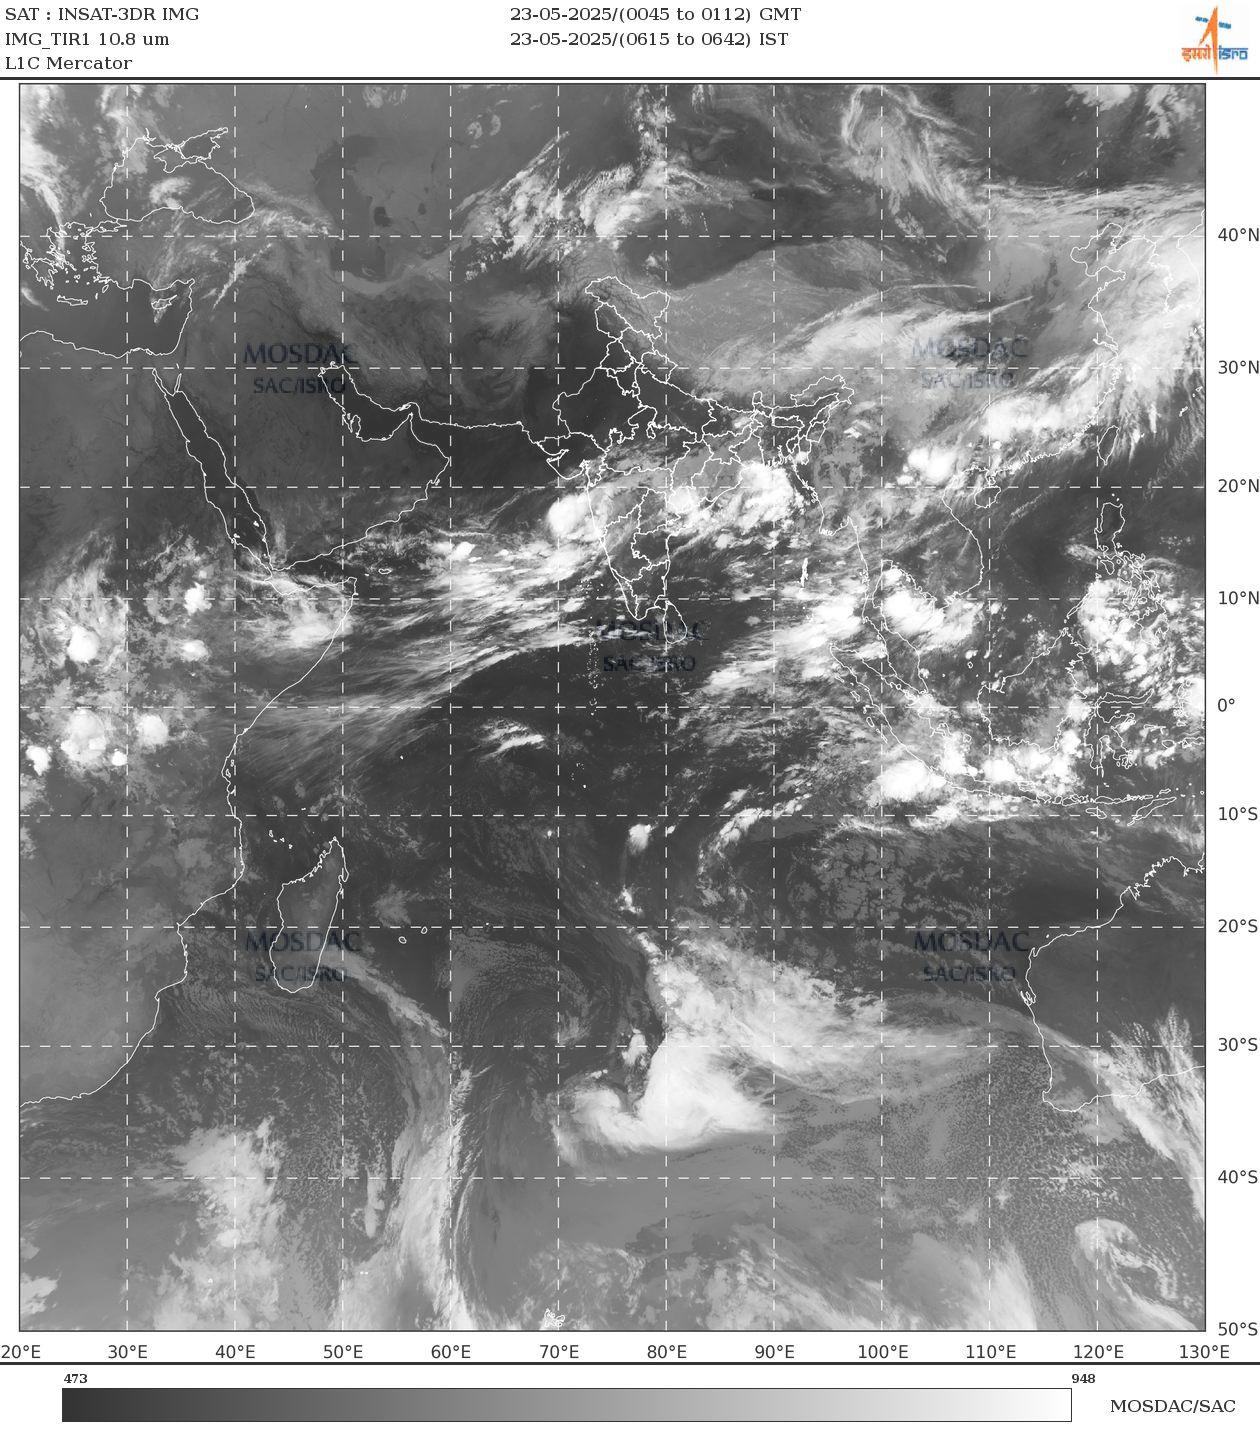 SAT : INSAT-3DR IMG
IMG_TIR1 10.8 um
L1C Mercator
23-05-2025/(0045 to 0112) GMT
23-05-2025/(0615 to 0642) IST
इसरो isro
MOSDAC
SAC/ISRO
MOSDAC
SAC/ISRO
MOSDAC
SAC/ISRO
MOSDAC
SAC/ISRO
MOSDAC
SAC/ISRO
40°N
30°N
20°N
10°N
0°
10°S
20°S
30°S
40°S
50°S
20°E 30°E 40°E 50°E 60°E 70°E 80°E 90°E 100°E 110°E 120°E 130°E
473 948
MOSDAC/SAC